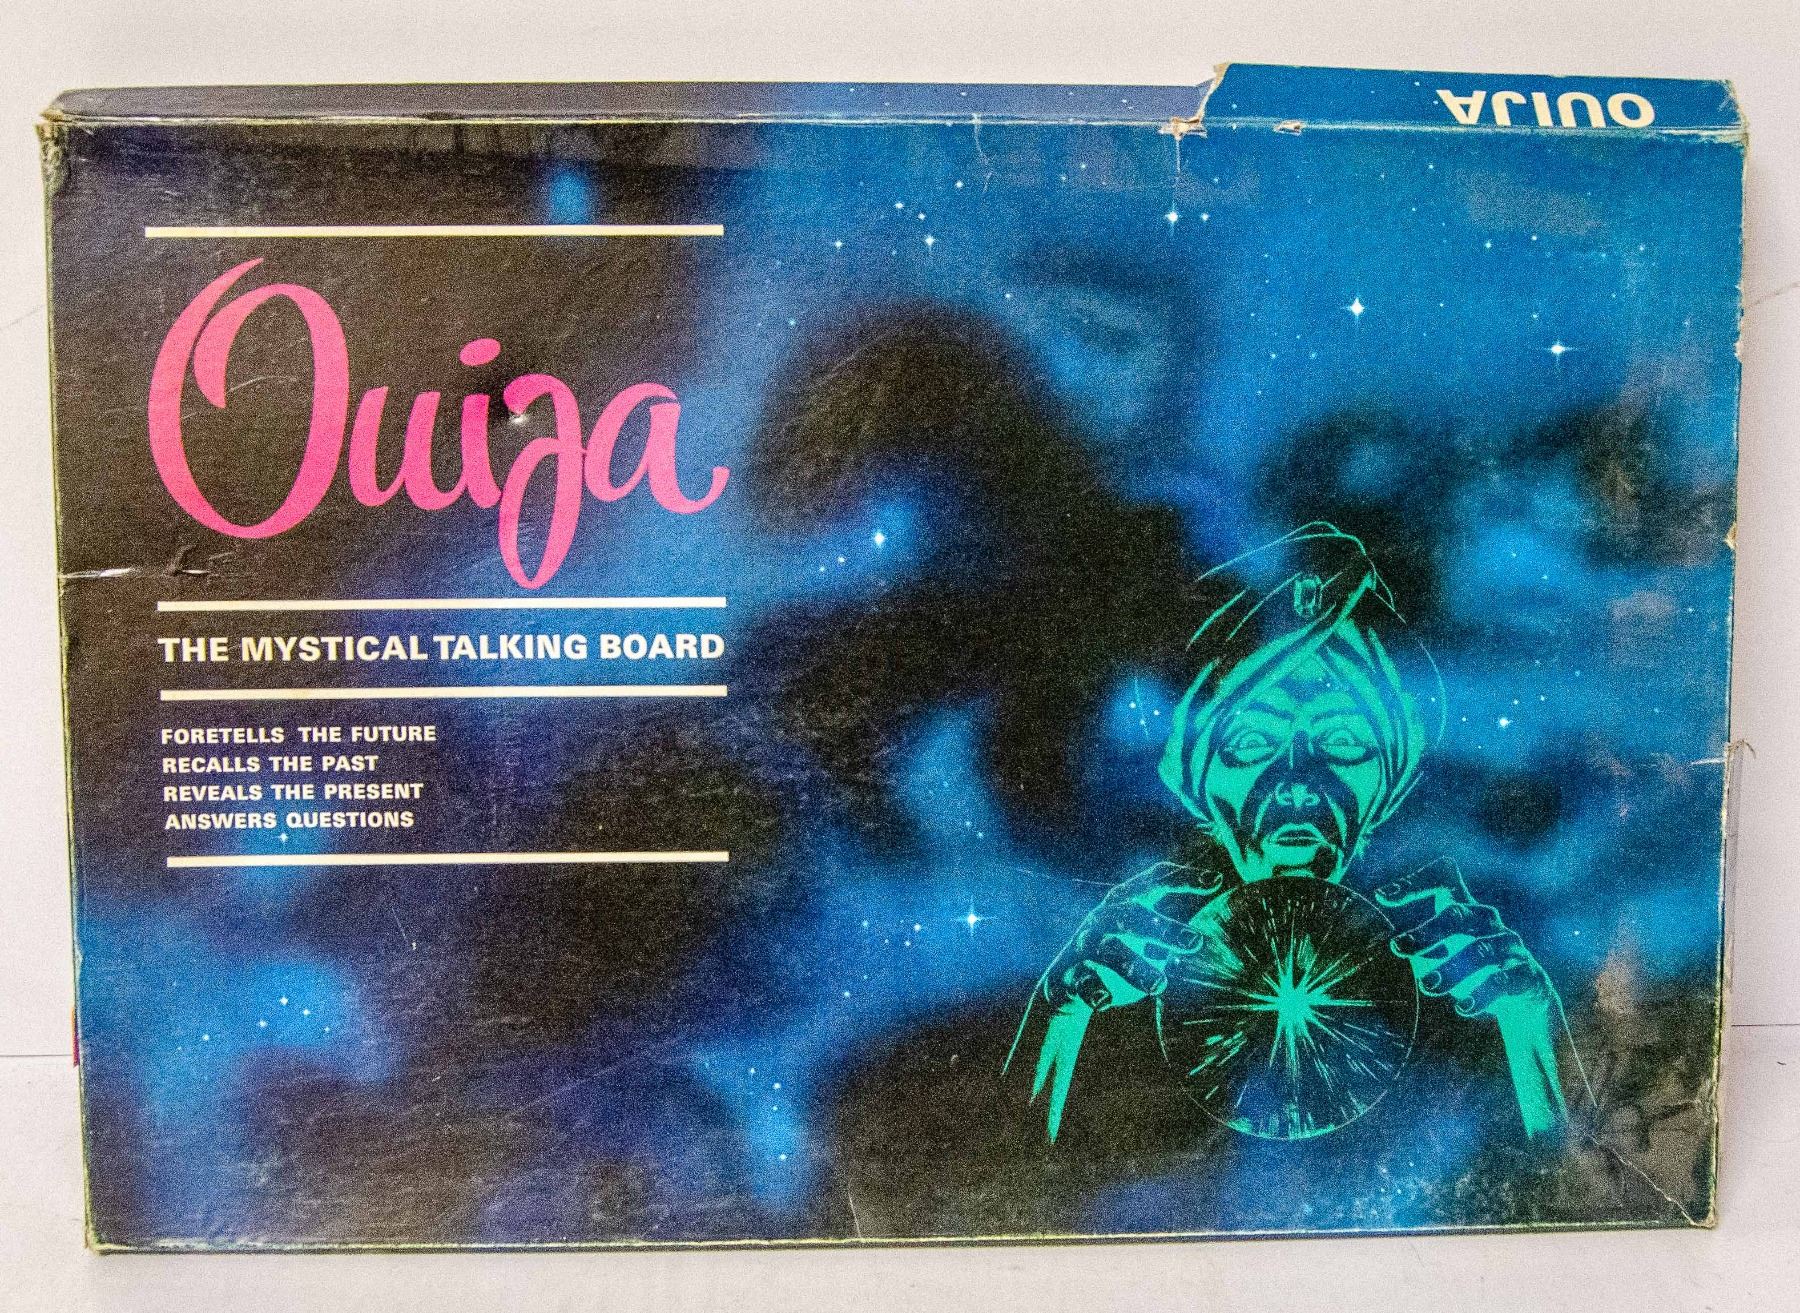 OUIJA
Ouija
THE MYSTICAL TALKING BOARD
FORETELLS THE FUTURE
RECALLS THE PAST
REVEALS THE PRESENT
ANSWERS QUESTIONS